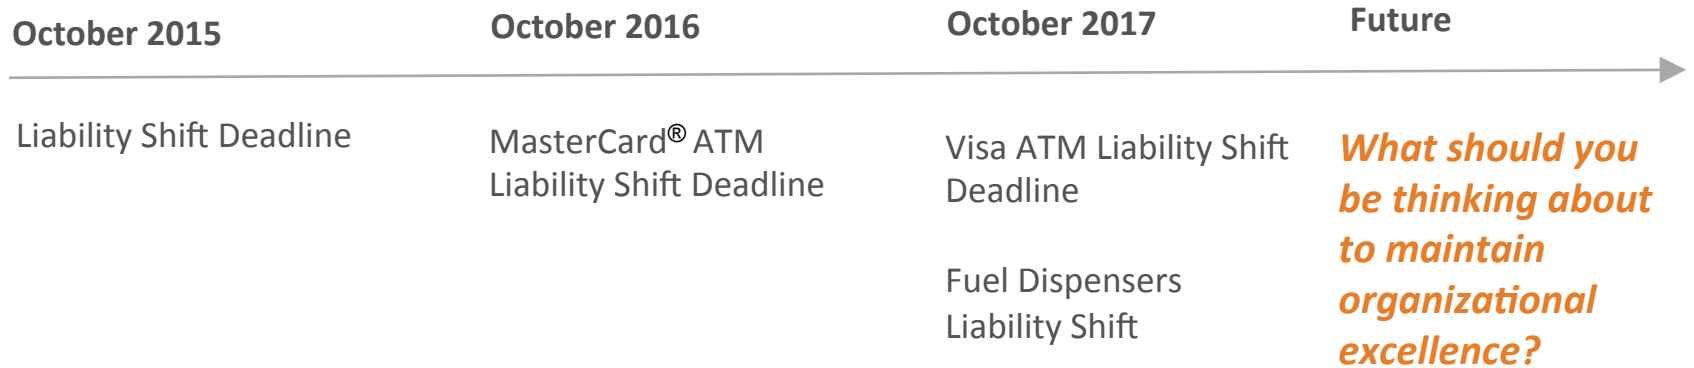 October 2015
Liability Shift Deadline
October 2016
MasterCard® ATM
Liability Shift Deadline
October 2017
Visa ATM Liability Shift
Deadline
Fuel Dispensers
Liability Shift
Future
What should you
be thinking about
to maintain
organizational
excellence?